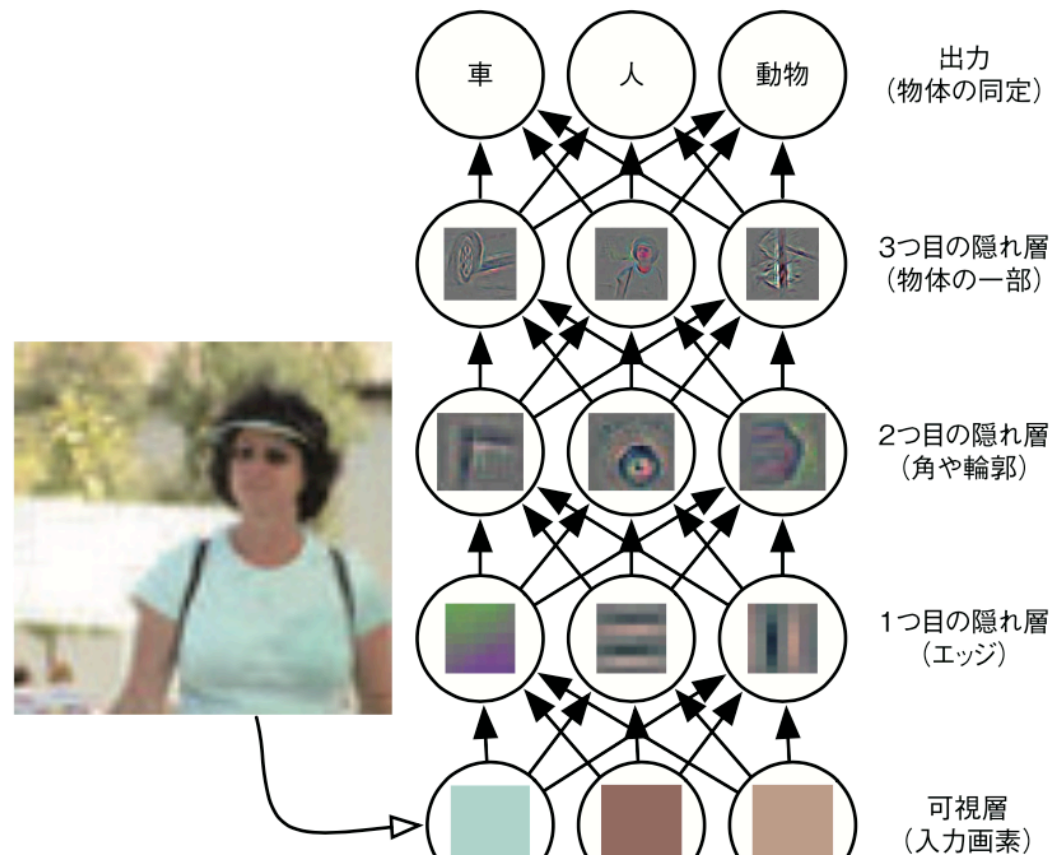 車
人
動物
出力
（物体の同定）
3つ目の隠れ層
（物体の一部）
2つ目の隠れ層
（角や輪郭）
1つ目の隠れ層
（エッジ）
可視層
（入力画素）